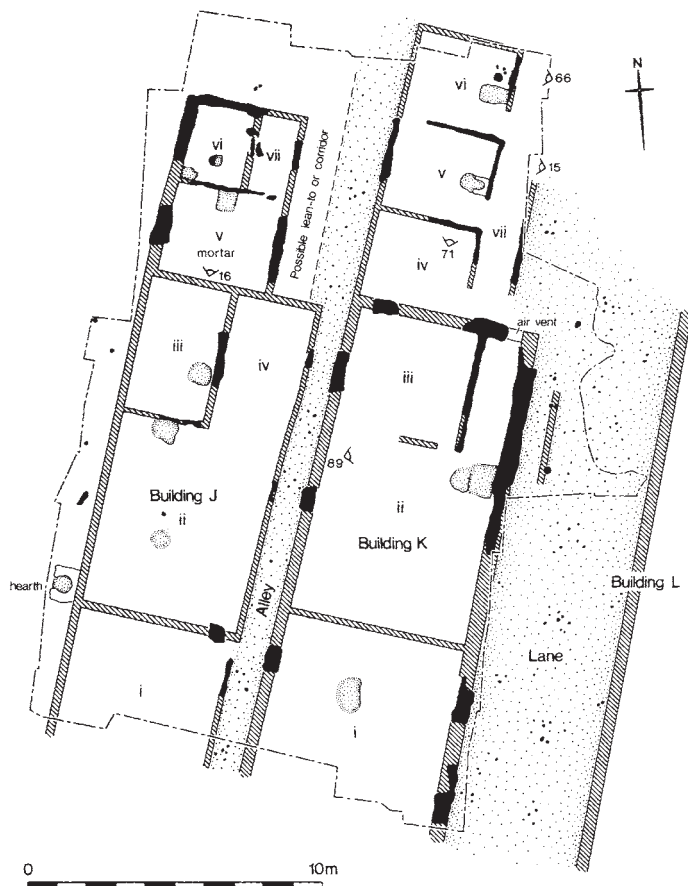 N
vi
66
vi
vii
v
15
Possible lean-to or corridor
v
mortar
16
iv
71
vii
air vent
iii
iv
iii
89
Building J
ii
ii
Building K
hearth
Alley
Building L
Lane
i
i
0 10m